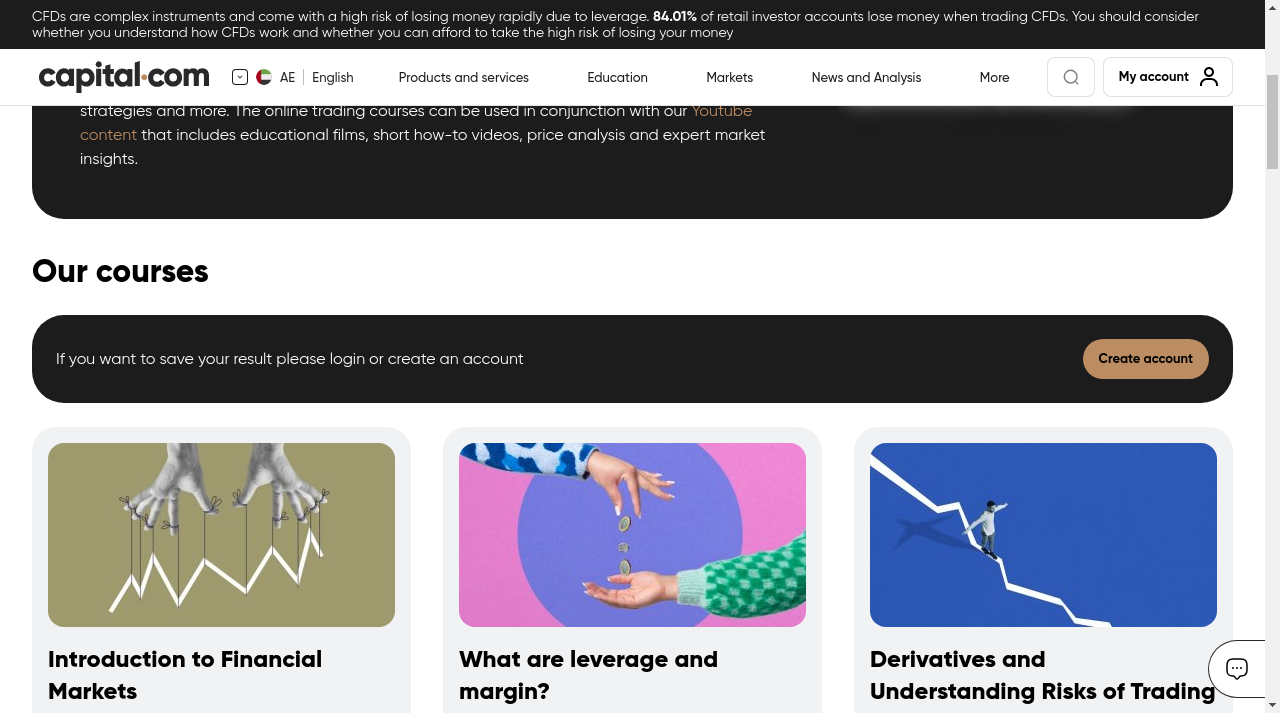 CFDs are complex instruments and come with a high risk of losing money rapidly due to leverage. 84.01% of retail investor accounts lose money when trading CFDs. You should consider
whether you understand how CFDs work and whether you can afford to take the high risk of losing your money
capital.com
AE
English
Products and services
Education
Markets
News and Analysis
More
My account
strategies and more. The online trading courses can be used in conjunction with our Youtube
content that includes educational films, short how-to videos, price analysis and expert market
insights.
Our courses
If you want to save your result please login or create an account
Create account
Introduction to Financial
Markets
What are leverage and
margin?
Derivatives and
Understanding Risks of Trading